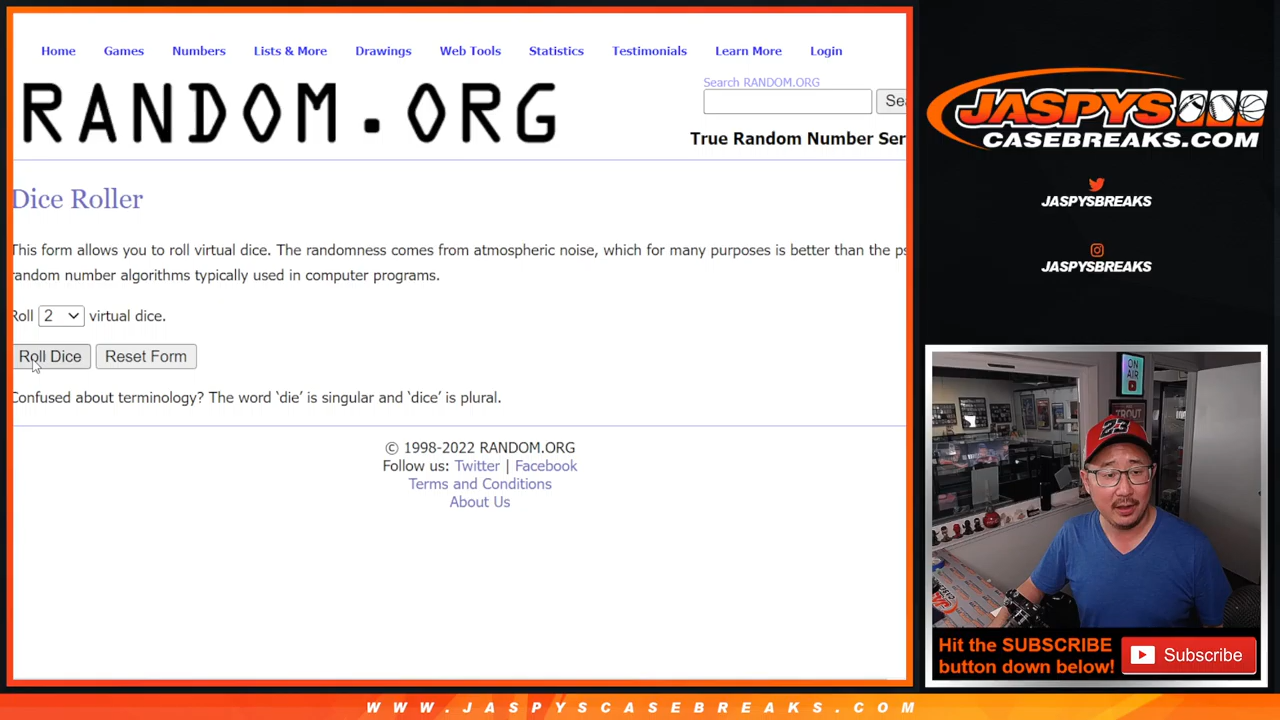 Home Games Numbers Lists & More Drawings Web Tools Statistics Testimonials Learn More Login
RANDOM.ORG
Search RANDOM.ORG
Sea
True Random Number Ser
Dice Roller
This form allows you to roll virtual dice. The randomness comes from atmospheric noise, which for many purposes is better than the ps
random number algorithms typically used in computer programs.
Roll 2 virtual dice.
Roll Dice Reset Form
Confused about terminology? The word ‘die’ is singular and ‘dice’ is plural.
© 1998-2022 RANDOM.ORG
Follow us: Twitter | Facebook
Terms and Conditions
About Us
JASPYS
CASEBREAKS.COM
JASPYSBREAKS
JASPYSBREAKS
ON
AIR
TROUT
23
Hit the SUBSCRIBE
button down below!
Subscribe
WWW.JASPYSCASEBREAKS.COM